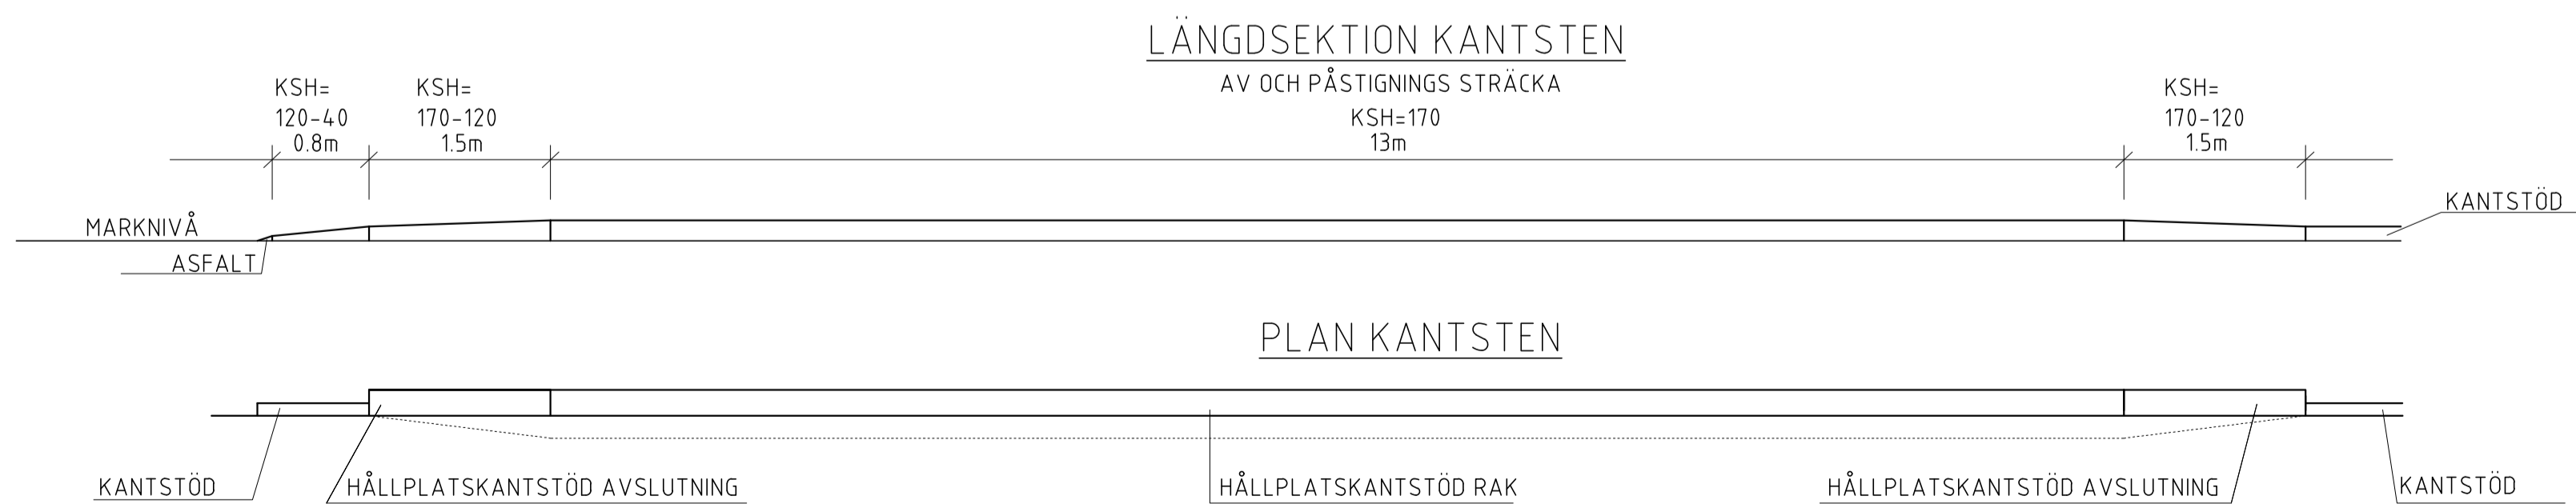 LÄNGDSEKTION KANTSTEN
AV OCH PÅSTIGNINGS STRÄCKA
KSH=
120-40
0.8m
KSH=
170-120
1.5m
KSH=170
13m
KSH=
170-120
1.5m
MARKNIVÅ
ASFALT
KANTSTÖD
PLAN KANTSTEN
KANTSTÖD
HÅLLPLATSKANTSTÖD AVSLUTNING
HÅLLPLATSKANTSTÖD RAK
HÅLLPLATSKANTSTÖD AVSLUTNING
KANTSTÖD